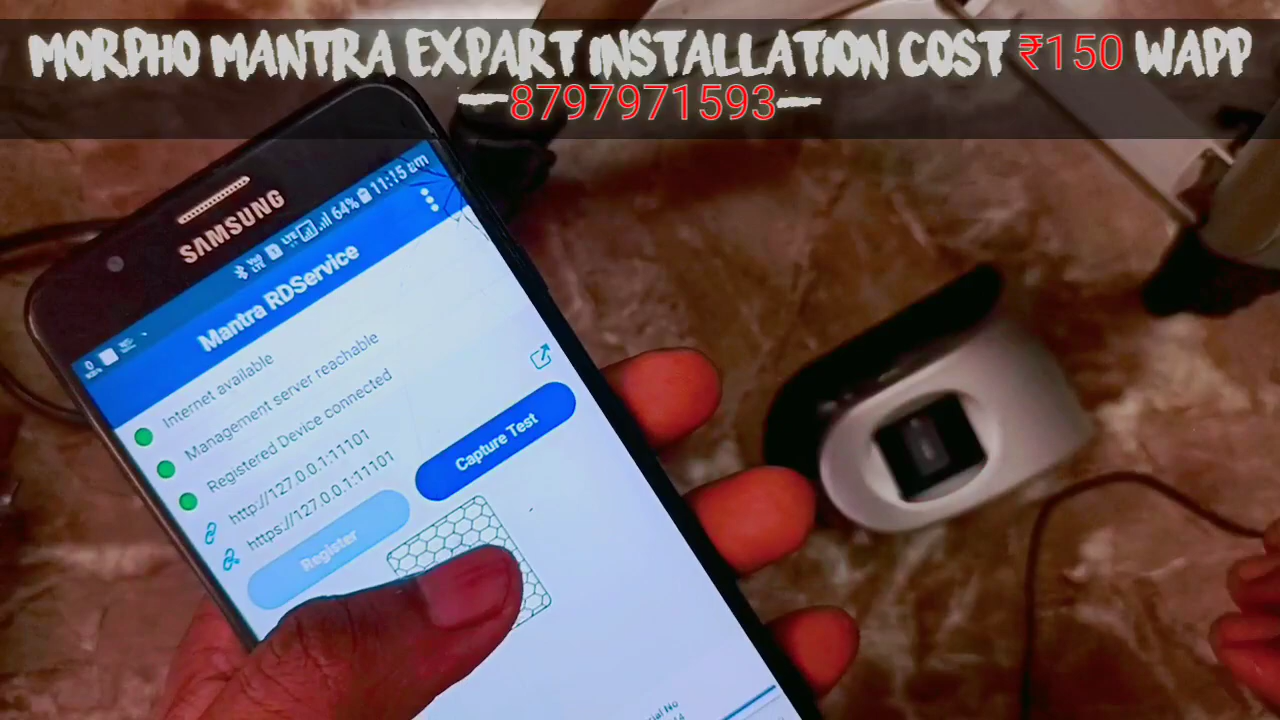 MORPHO MANTRA EXPART INSTALLATION COST ₹150 WAPP
—8797971593—
SAMSUNG
LTE 64% 11:15 am
Mantra RDService
Internet available
Management server reachable
Registered Device connected
http://127.0.0.1:11101
https://127.0.0.1:11101
Register
Capture Test